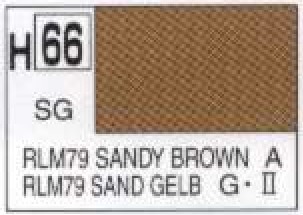 H 66
SG
RLM79 SANDY BROWN A
RLM79 SAND GELB G・II